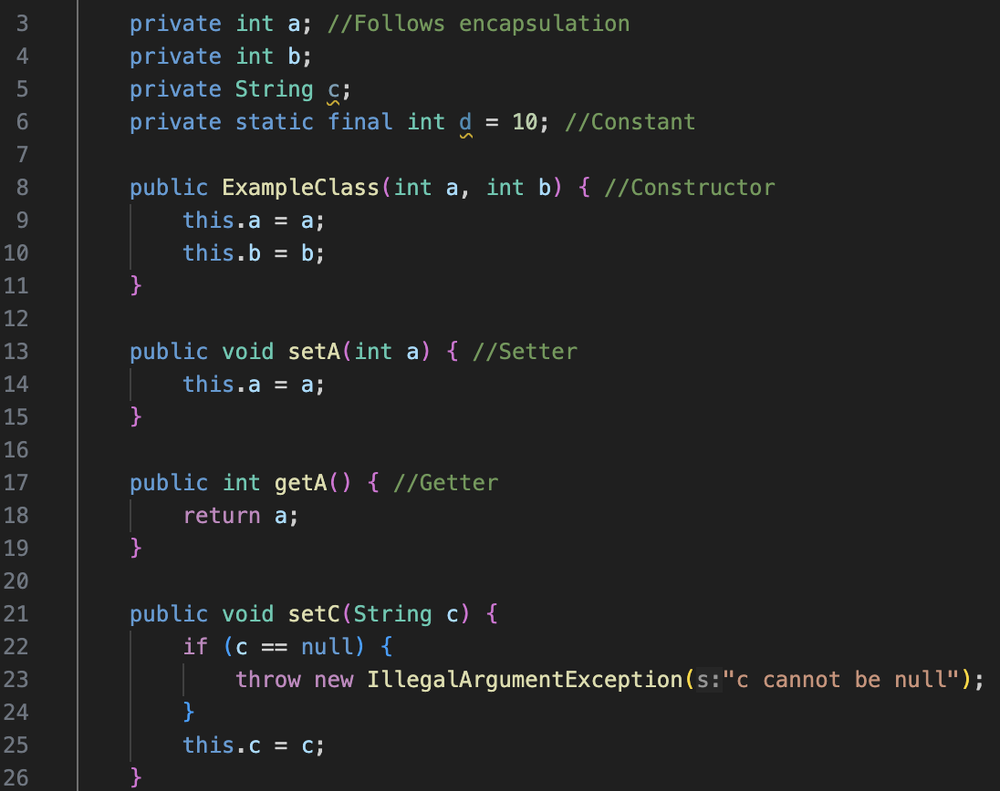 3 private int a; //Follows encapsulation
4 private int b;
5 private String c;
6 private static final int d = 10; //Constant
7
8 public ExampleClass(int a, int b) { //Constructor
9 this.a = a;
10 this.b = b;
11 }
12
13 public void setA(int a) { //Setter
14 this.a = a;
15 }
16
17 public int getA() { //Getter
18 return a;
19 }
20
21 public void setC(String c) {
22 if (c == null) {
23 throw new IllegalArgumentException(s:"c cannot be null");
24 }
25 this.c = c;
26 }